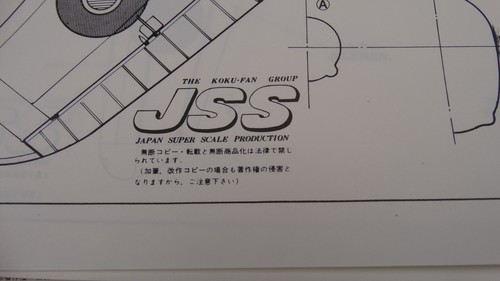 Ⓐ
THE KOKU-FAN GROUP
JSS
JAPAN SUPER SCALE PRODUCTION
無断コピー・転載と無断商品化は法律で禁じ
られています．
(加筆，改作コピーの場合も著作権の侵害と
なりますから，ご注意下さい)